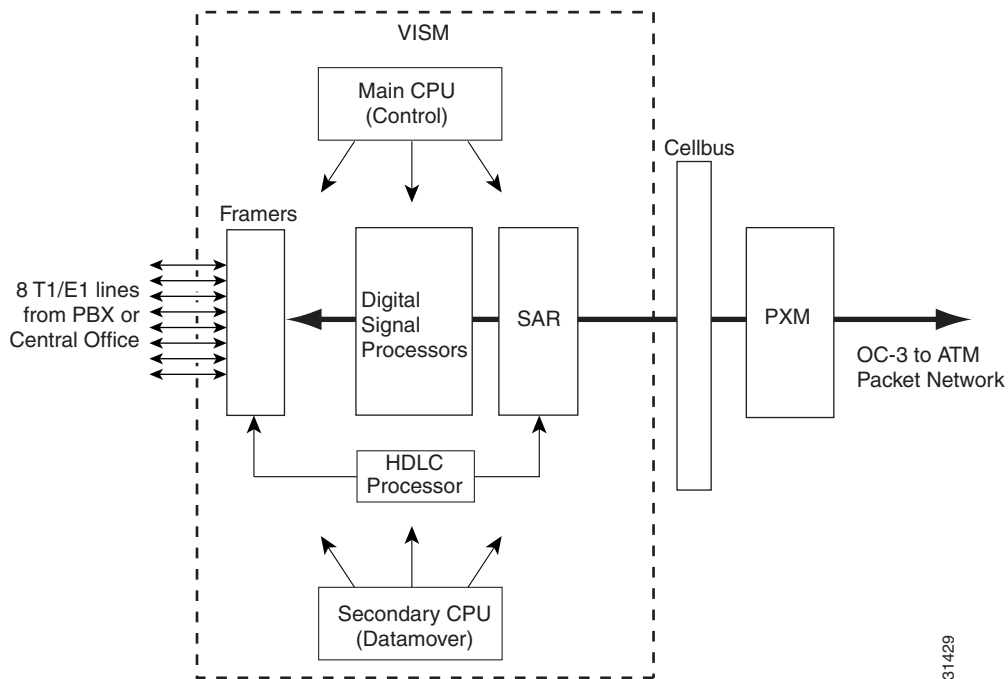 VISM
Main CPU
(Control)
Cellbus
Framers
8 T1/E1 lines
from PBX or
Central Office
Digital
Signal
Processors
SAR
PXM
OC-3 to ATM
Packet Network
HDLC
Processor
Secondary CPU
(Datamover)
31429